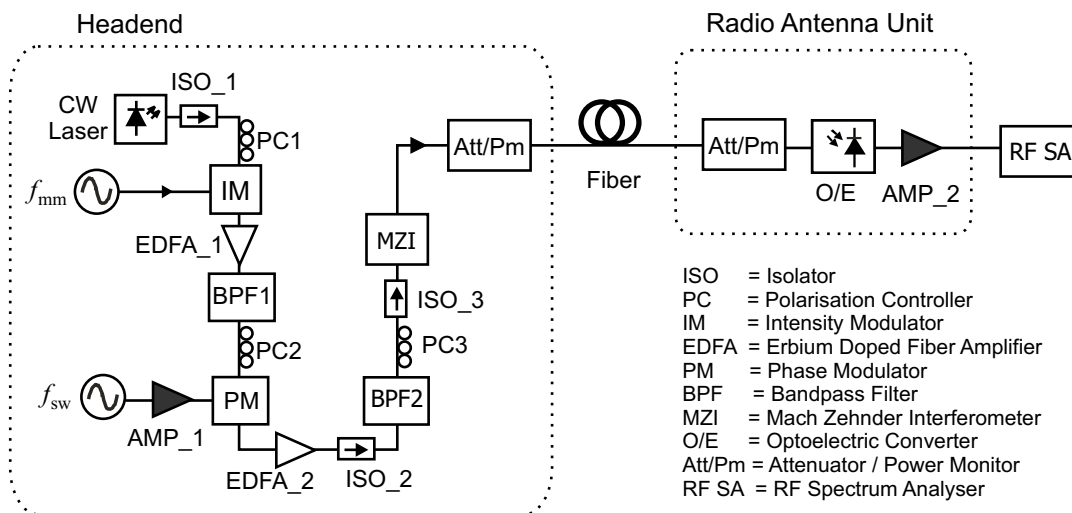 Headend
Radio Antenna Unit
CW
Laser
ISO_1
PC1
f_mm
IM
EDFA_1
BPF1
PC2
f_sw
AMP_1
PM
EDFA_2
ISO_2
BPF2
PC3
ISO_3
MZI
Att/Pm
Fiber
Att/Pm
O/E
AMP_2
RF SA
ISO = Isolator
PC = Polarisation Controller
IM = Intensity Modulator
EDFA = Erbium Doped Fiber Amplifier
PM = Phase Modulator
BPF = Bandpass Filter
MZI = Mach Zehnder Interferometer
O/E = Optoelectric Converter
Att/Pm = Attenuator / Power Monitor
RF SA = RF Spectrum Analyser